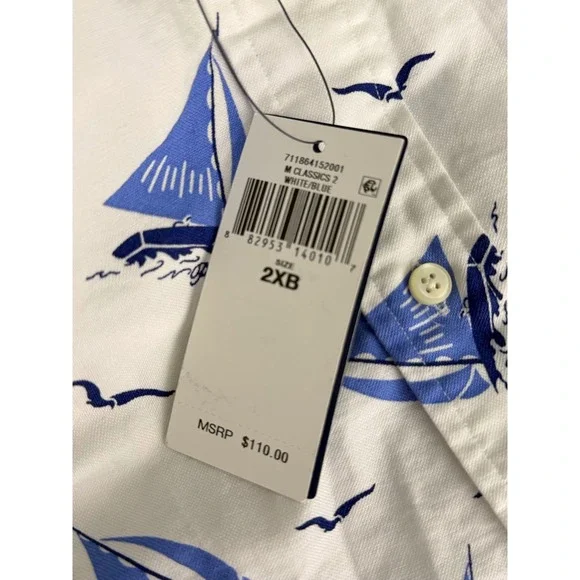 711864152001
M CLASSICS 2
WHITE/BLUE
8 82953 14010 7
SIZE
2XB
MSRP $110.00